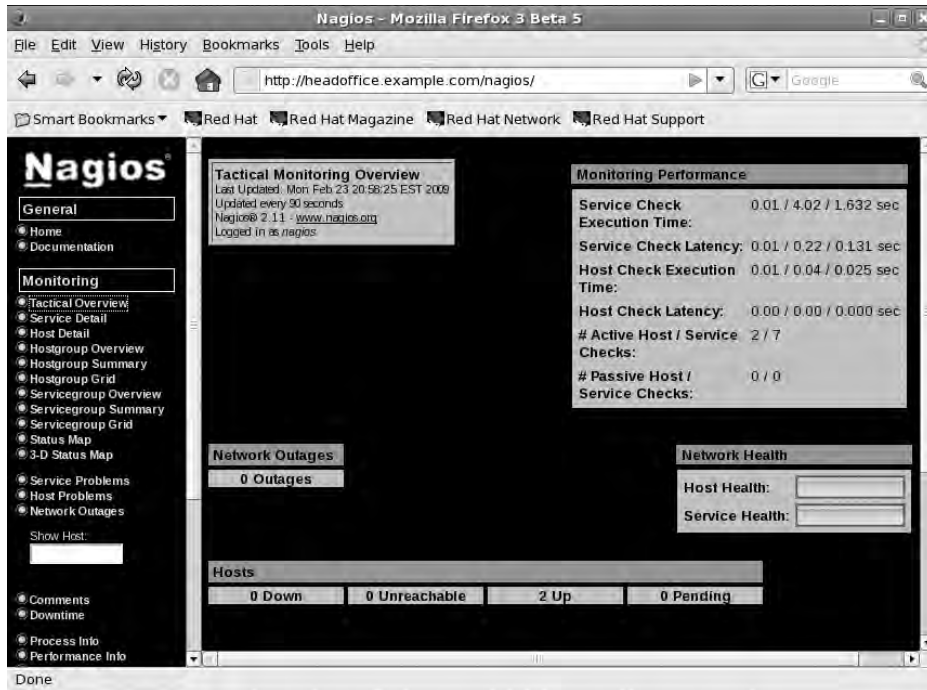 Nagios - Mozilla Firefox 3 Beta 5
File Edit View History Bookmarks Tools Help
http://headoffice.example.com/nagios/
G Google
Smart Bookmarks Red Hat Red Hat Magazine Red Hat Network Red Hat Support
Nagios®
General
Home
Documentation
Monitoring
Tactical Overview
Service Detail
Host Detail
Hostgroup Overview
Hostgroup Summary
Hostgroup Grid
Servicegroup Overview
Servicegroup Summary
Servicegroup Grid
Status Map
3-D Status Map
Service Problems
Host Problems
Network Outages
Show Host:
Comments
Downtime
Process Info
Performance Info
Tactical Monitoring Overview
Last Updated: Mon Feb 23 20:56:25 EST 2009
Updated every 90 seconds
Nagios® 2.11 - www.nagios.org
Logged in as nagios
Monitoring Performance
Service Check Execution Time: 0.01 / 4.02 / 1.632 sec
Service Check Latency: 0.01 / 0.22 / 0.131 sec
Host Check Execution Time: 0.01 / 0.04 / 0.025 sec
Host Check Latency: 0.00 / 0.00 / 0.000 sec
# Active Host / Service Checks: 2 / 7
# Passive Host / Service Checks: 0 / 0
Network Outages
0 Outages
Network Health
Host Health:
Service Health:
Hosts
0 Down 0 Unreachable 2 Up 0 Pending
Done